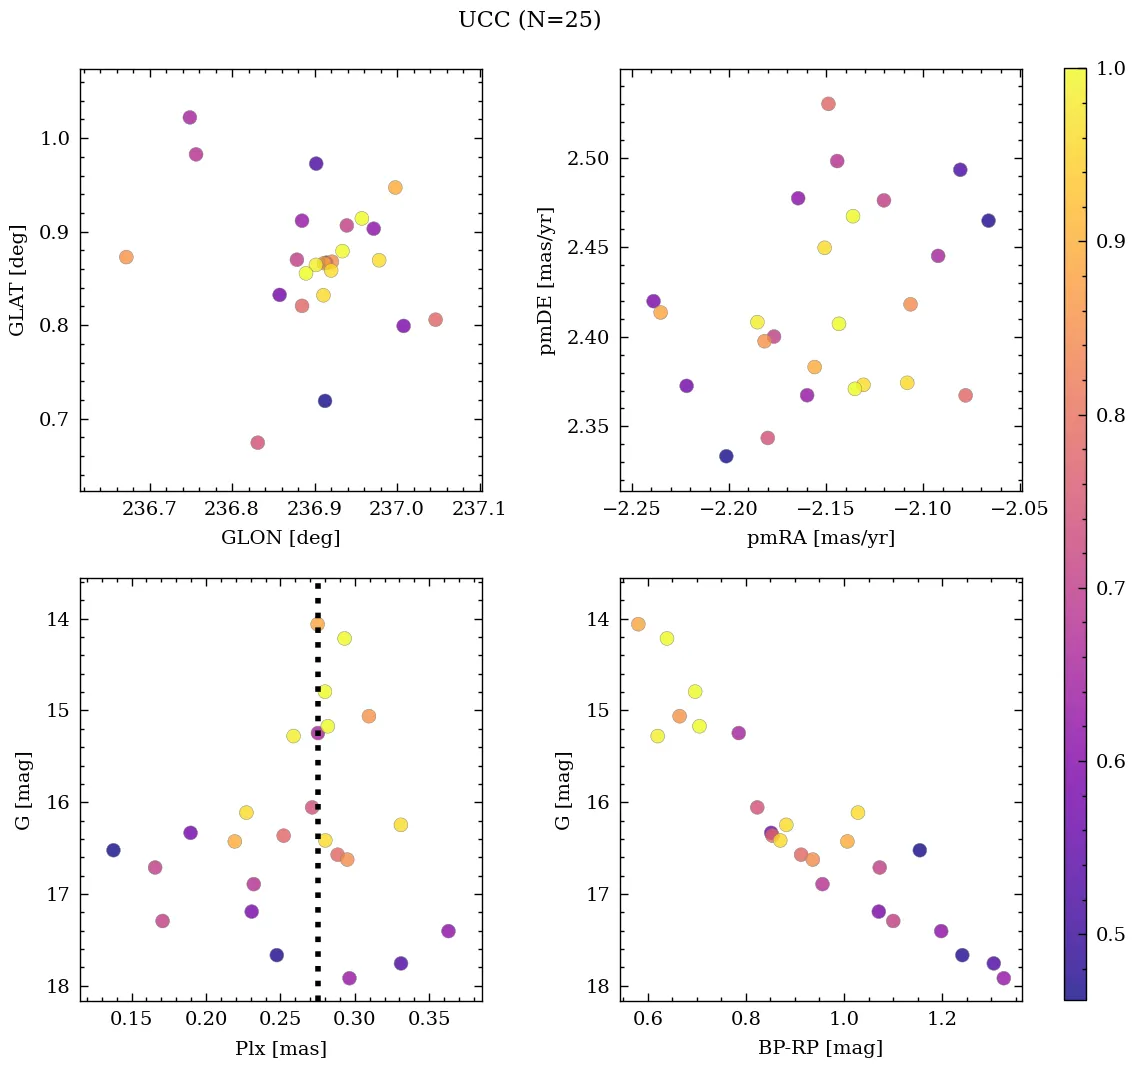 UCC (N=25)
1.0
0.9
0.8
0.7
GLAT [deg]
236.7 236.8 236.9 237.0 237.1
GLON [deg]
2.50
2.45
2.40
2.35
pmDE [mas/yr]
−2.25 −2.20 −2.15 −2.10 −2.05
pmRA [mas/yr]
14
15
16
17
18
G [mag]
0.15 0.20 0.25 0.30 0.35
Plx [mas]
14
15
16
17
18
G [mag]
0.6 0.8 1.0 1.2
BP-RP [mag]
1.0
0.9
0.8
0.7
0.6
0.5